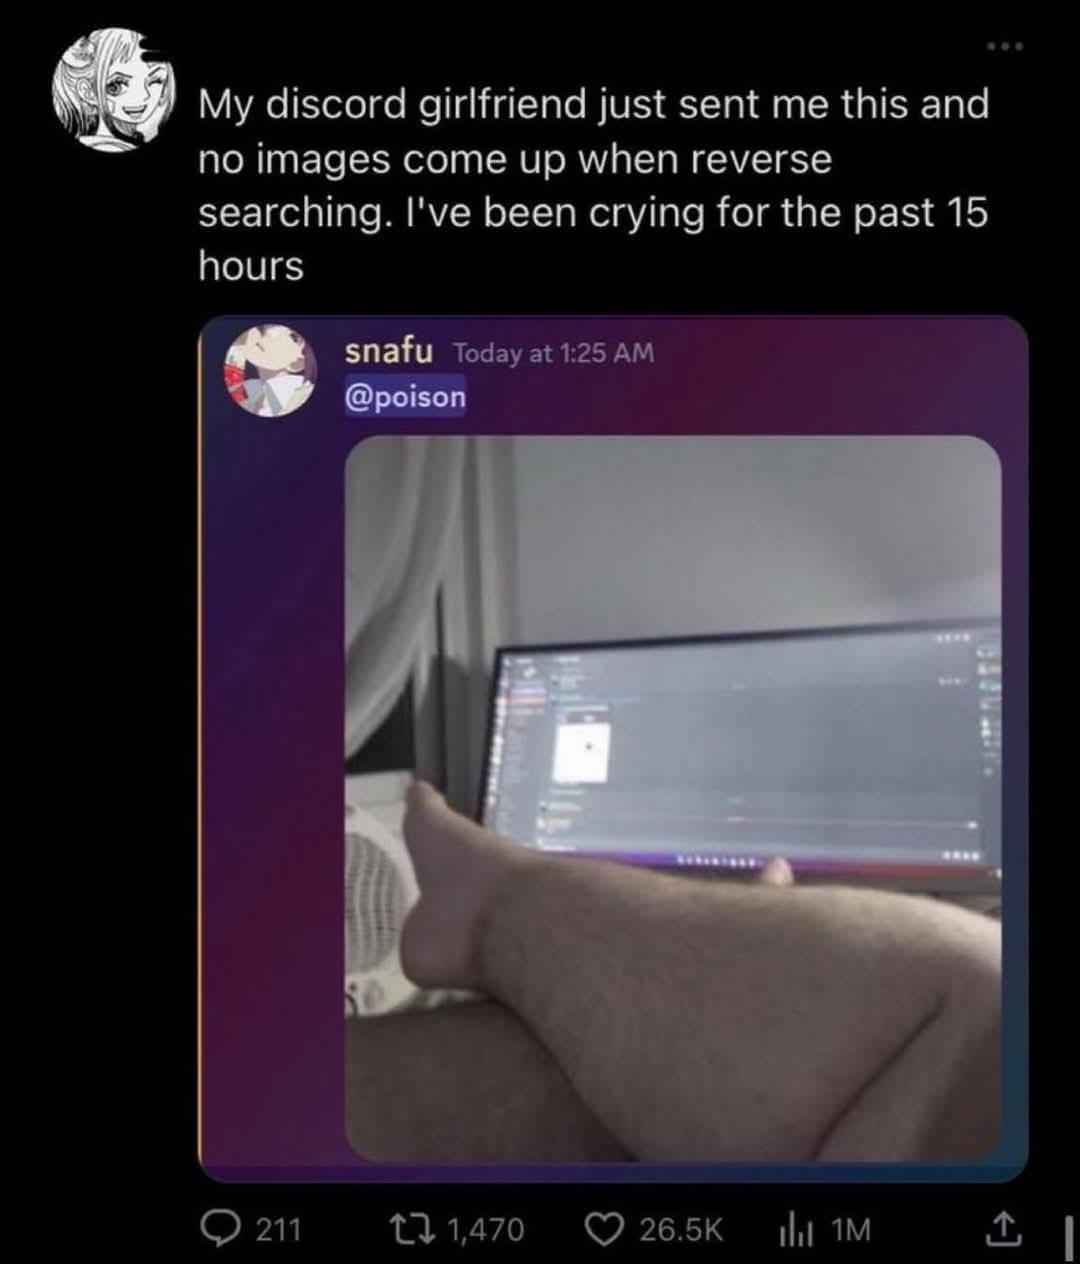 My discord girlfriend just sent me this and
no images come up when reverse
searching. I've been crying for the past 15
hours
snafu Today at 1:25 AM
@poison
211 1,470 26.5K 1M